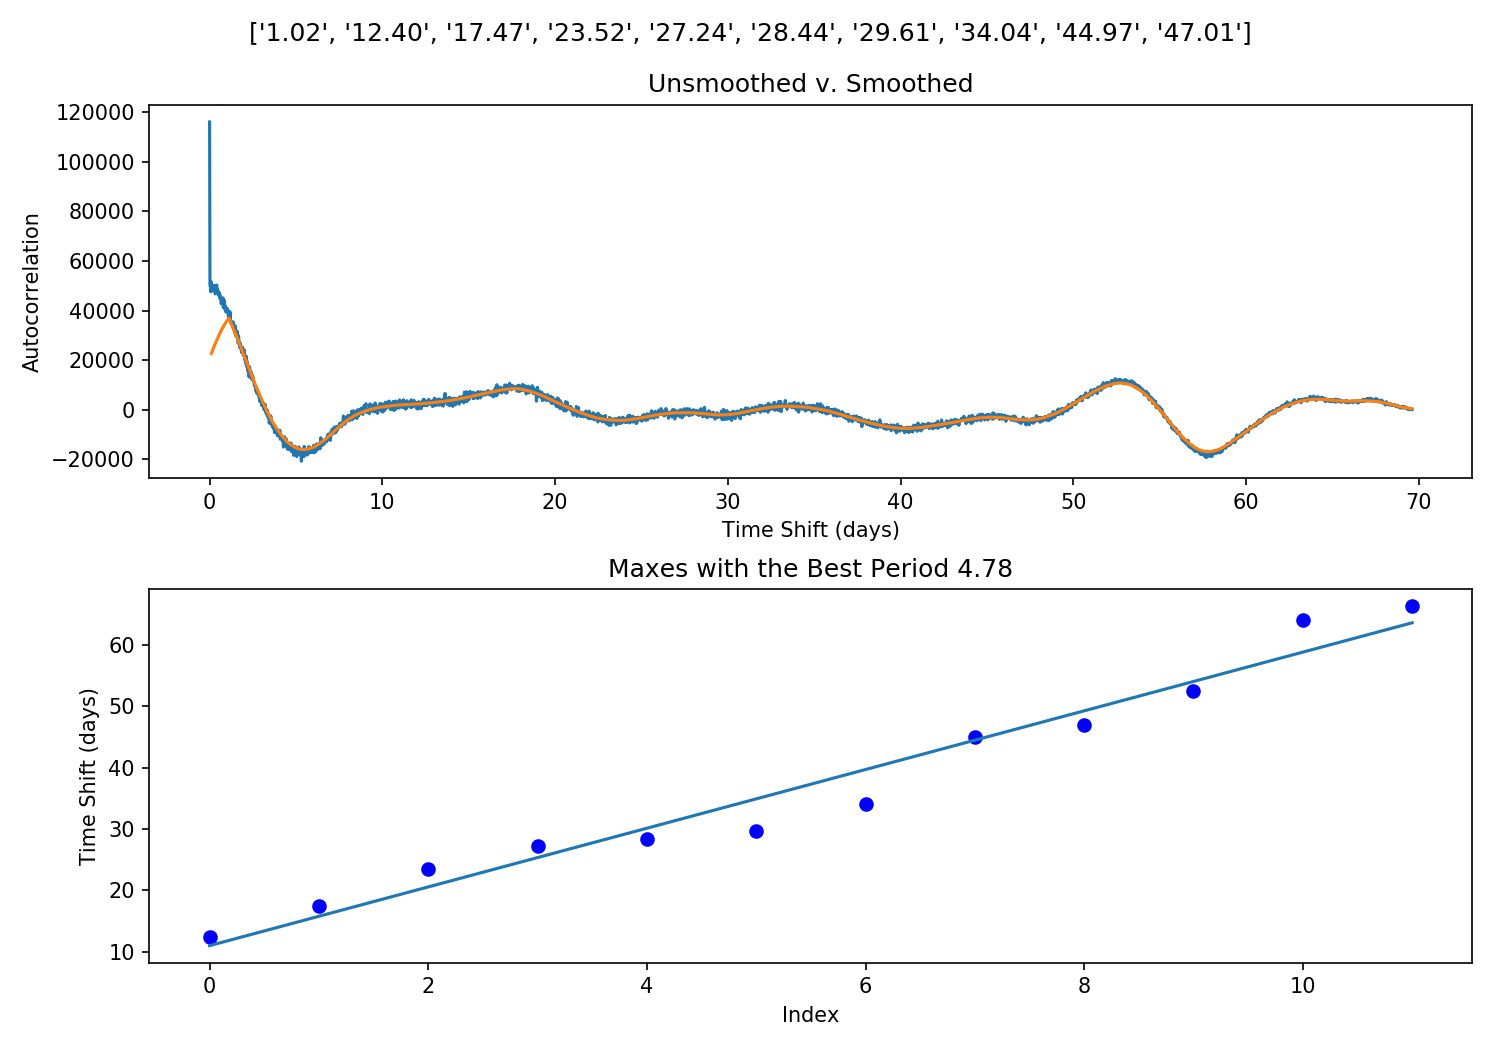 ['1.02', '12.40', '17.47', '23.52', '27.24', '28.44', '29.61', '34.04', '44.97', '47.01']
Unsmoothed v. Smoothed
120000
100000
80000
60000
40000
20000
0
−20000
Autocorrelation
0 10 20 30 40 50 60 70
Time Shift (days)
Maxes with the Best Period 4.78
60
50
40
30
20
10
Time Shift (days)
0 2 4 6 8 10
Index